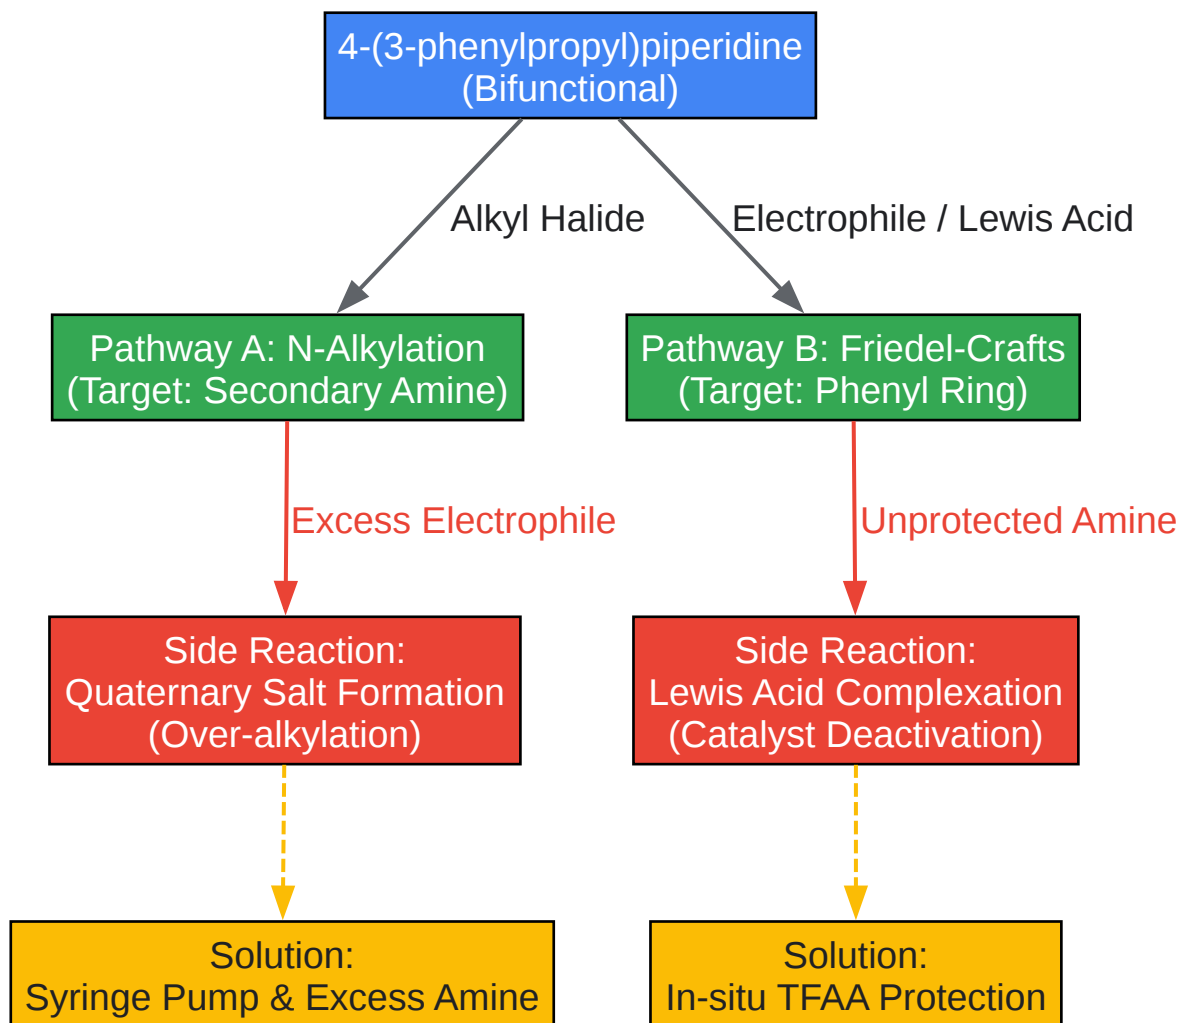 4-(3-phenylpropyl)piperidine
(Bifunctional)
Alkyl Halide
Electrophile / Lewis Acid
Pathway A: N-Alkylation
(Target: Secondary Amine)
Pathway B: Friedel-Crafts
(Target: Phenyl Ring)
Excess Electrophile
Unprotected Amine
Side Reaction:
Quaternary Salt Formation
(Over-alkylation)
Side Reaction:
Lewis Acid Complexation
(Catalyst Deactivation)
Solution:
Syringe Pump & Excess Amine
Solution:
In-situ TFAA Protection